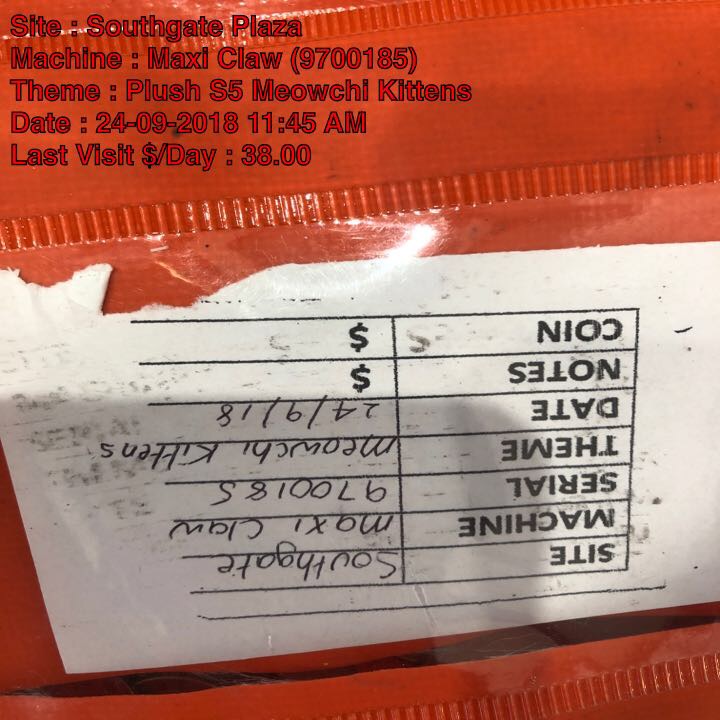 Site : Southgate Plaza
Machine : Maxi Claw (9700185)
Theme : Plush S5 Meowchi Kittens
Date : 24-09-2018 11:45 AM
Last Visit $/Day : 38.00
SITE Southgate
MACHINE Maxi Claw
SERIAL 9700185
THEME Meowchi Kittens
DATE 24/9/18
NOTES $
COIN $